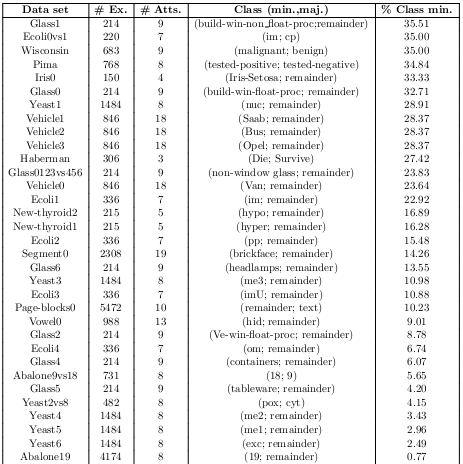 Data set # Ex. # Atts. Class (min.,maj.) % Class min.
Glass1 214 9 (build-win-non_float-proc;remainder) 35.51
Ecoli0vs1 220 7 (im; cp) 35.00
Wisconsin 683 9 (malignant; benign) 35.00
Pima 768 8 (tested-positive; tested-negative) 34.84
Iris0 150 4 (Iris-Setosa; remainder) 33.33
Glass0 214 9 (build-win-float-proc; remainder) 32.71
Yeast1 1484 8 (nuc; remainder) 28.91
Vehicle1 846 18 (Saab; remainder) 28.37
Vehicle2 846 18 (Bus; remainder) 28.37
Vehicle3 846 18 (Opel; remainder) 28.37
Haberman 306 3 (Die; Survive) 27.42
Glass0123vs456 214 9 (non-window glass; remainder) 23.83
Vehicle0 846 18 (Van; remainder) 23.64
Ecoli1 336 7 (im; remainder) 22.92
New-thyroid2 215 5 (hypo; remainder) 16.89
New-thyroid1 215 5 (hyper; remainder) 16.28
Ecoli2 336 7 (pp; remainder) 15.48
Segment0 2308 19 (brickface; remainder) 14.26
Glass6 214 9 (headlamps; remainder) 13.55
Yeast3 1484 8 (me3; remainder) 10.98
Ecoli3 336 7 (imU; remainder) 10.88
Page-blocks0 5472 10 (remainder; text) 10.23
Vowel0 988 13 (hid; remainder) 9.01
Glass2 214 9 (Ve-win-float-proc; remainder) 8.78
Ecoli4 336 7 (om; remainder) 6.74
Glass4 214 9 (containers; remainder) 6.07
Abalone9vs18 731 8 (18; 9) 5.65
Glass5 214 9 (tableware; remainder) 4.20
Yeast2vs8 482 8 (pox; cyt) 4.15
Yeast4 1484 8 (me2; remainder) 3.43
Yeast5 1484 8 (me1; remainder) 2.96
Yeast6 1484 8 (exc; remainder) 2.49
Abalone19 4174 8 (19; remainder) 0.77